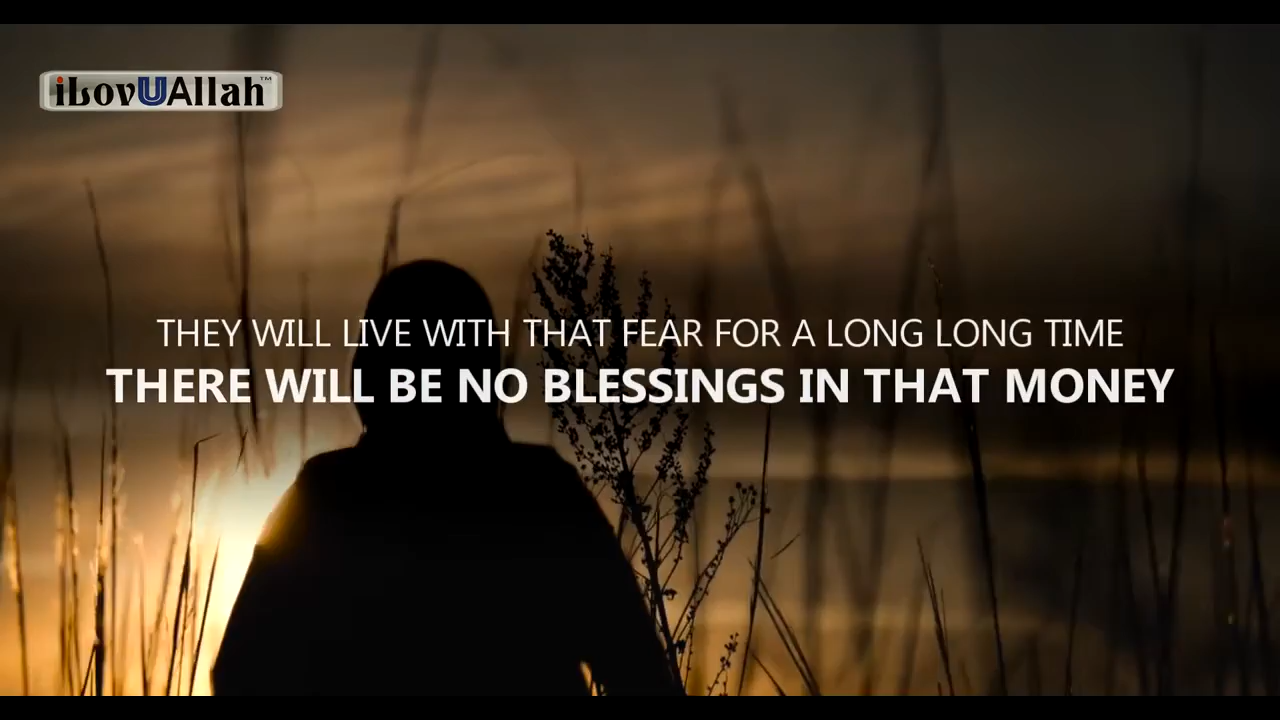 iLovUAllah™
THEY WILL LIVE WITH THAT FEAR FOR A LONG LONG TIME
THERE WILL BE NO BLESSINGS IN THAT MONEY